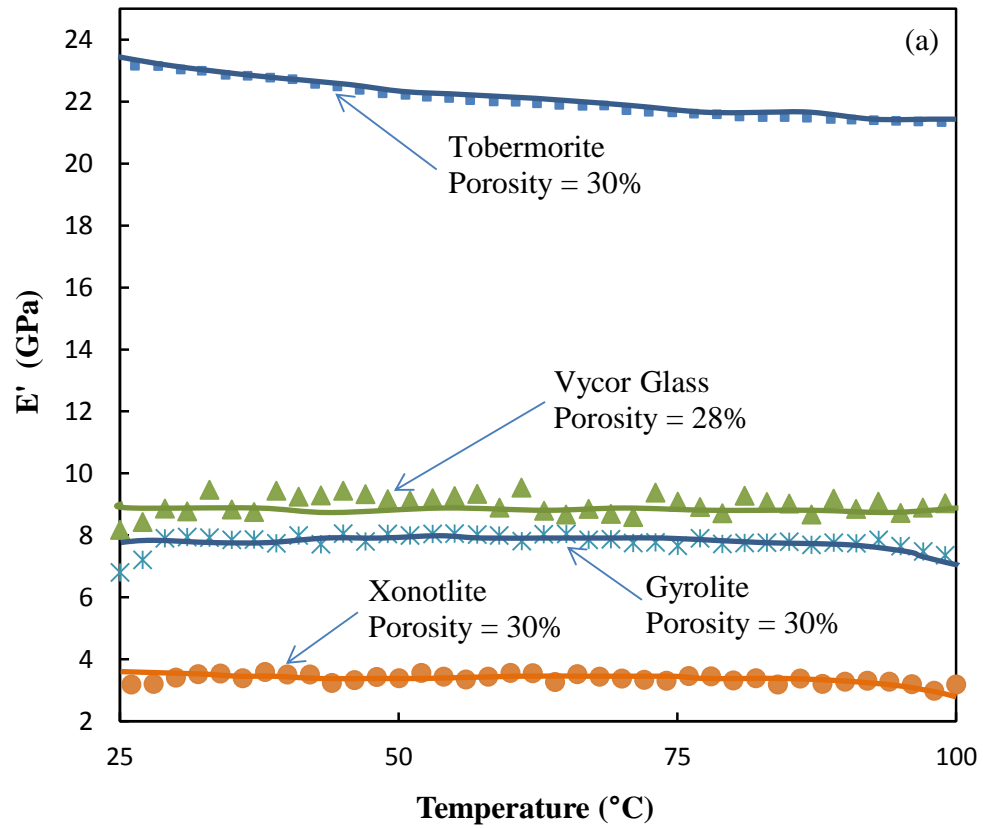 (a)
24
22
20
18
16
14
12
10
8
6
4
2
E' (GPa)
Tobermorite
Porosity = 30%
Vycor Glass
Porosity = 28%
Xonotlite
Porosity = 30%
Gyrolite
Porosity = 30%
25
50
75
100
Temperature (°C)